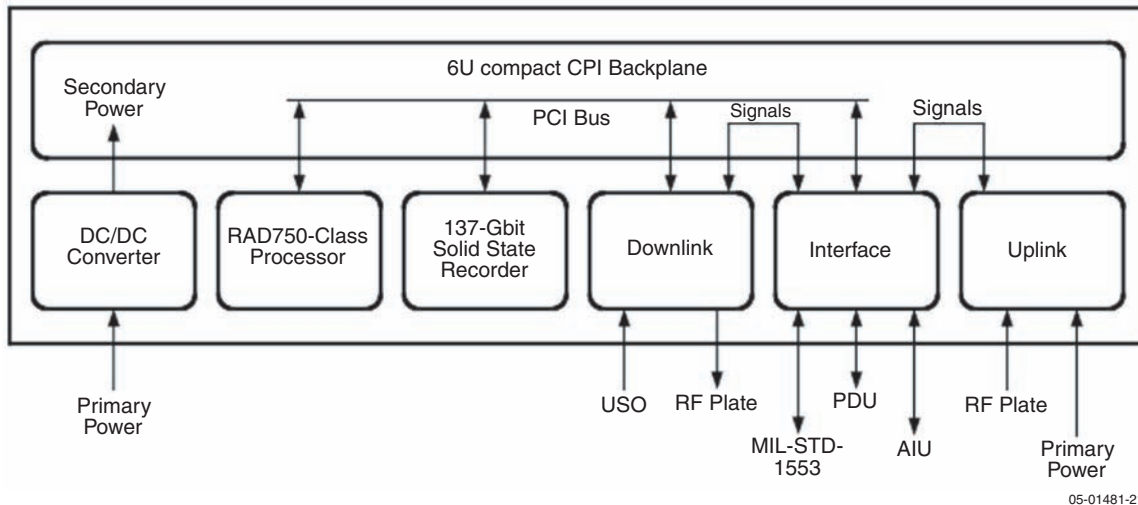 6U compact CPI Backplane
Secondary
Power
PCI Bus
Signals
Signals
DC/DC
Converter
RAD750-Class
Processor
137-Gbit
Solid State
Recorder
Downlink
Interface
Uplink
Primary
Power
USO
RF Plate
MIL-STD-
1553
PDU
AIU
RF Plate
Primary
Power
05-01481-2